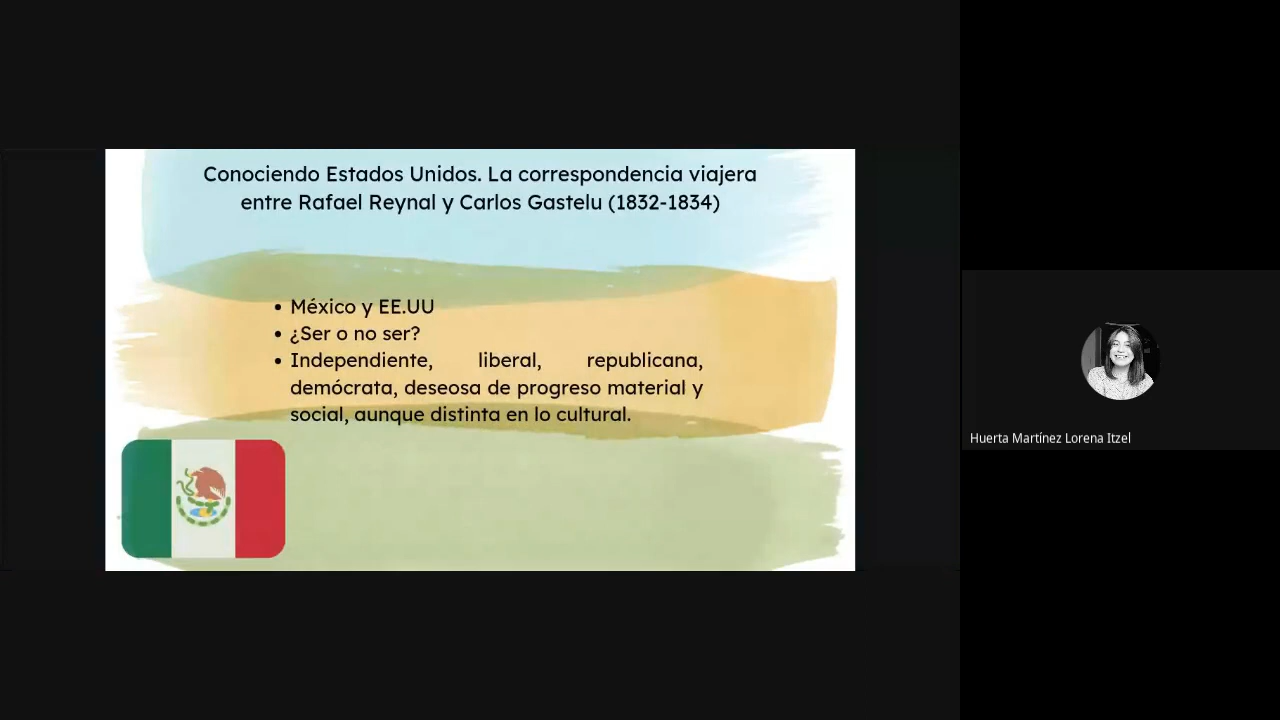 Conociendo Estados Unidos. La correspondencia viajera
entre Rafael Reynal y Carlos Gastelu (1832-1834)
• México y EE.UU
• ¿Ser o no ser?
• Independiente, liberal, republicana,
demócrata, deseosa de progreso material y
social, aunque distinta en lo cultural.
Huerta Martínez Lorena Itzel